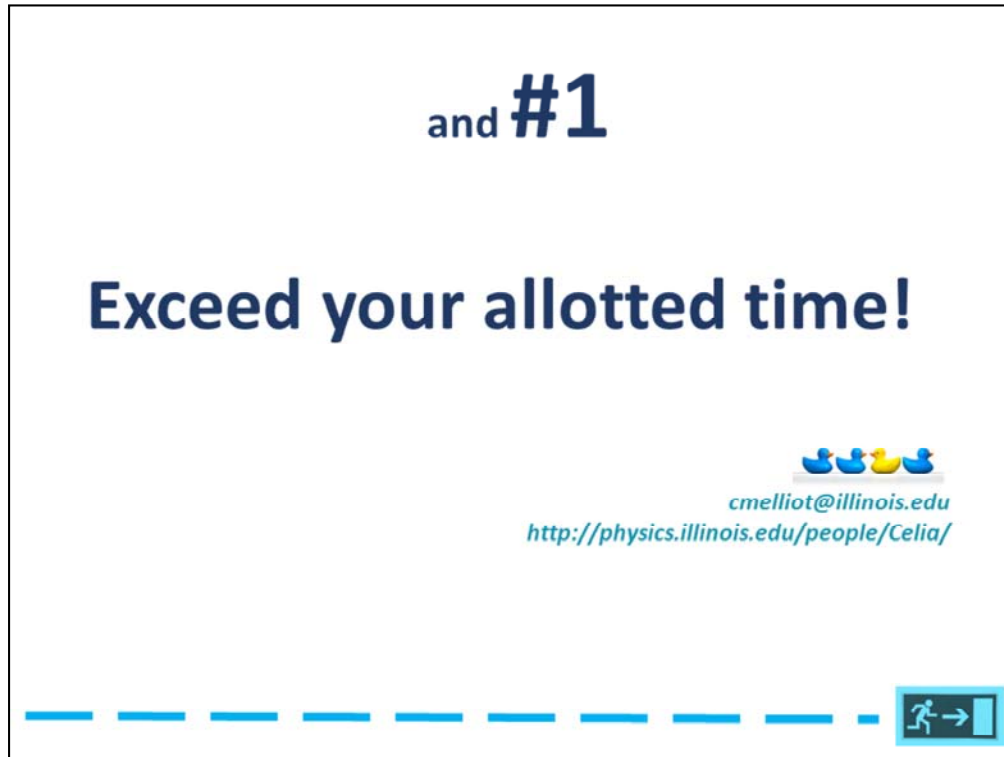 and #1
Exceed your allotted time!
cmelliot@illinois.edu
http://physics.illinois.edu/people/Celia/